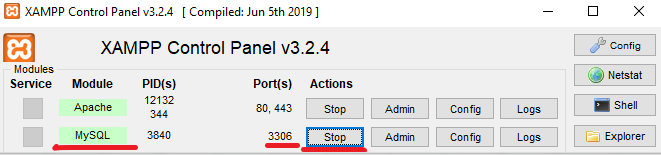 XAMPP Control Panel v3.2.4 [ Compiled: Jun 5th 2019 ]
XAMPP Control Panel v3.2.4
Config
Modules
Service Module PID(s) Port(s) Actions
Netstat
Apache 12132 344 80, 443 Stop Admin Config Logs
Shell
MySQL 3840 3306 Stop Admin Config Logs
Explorer